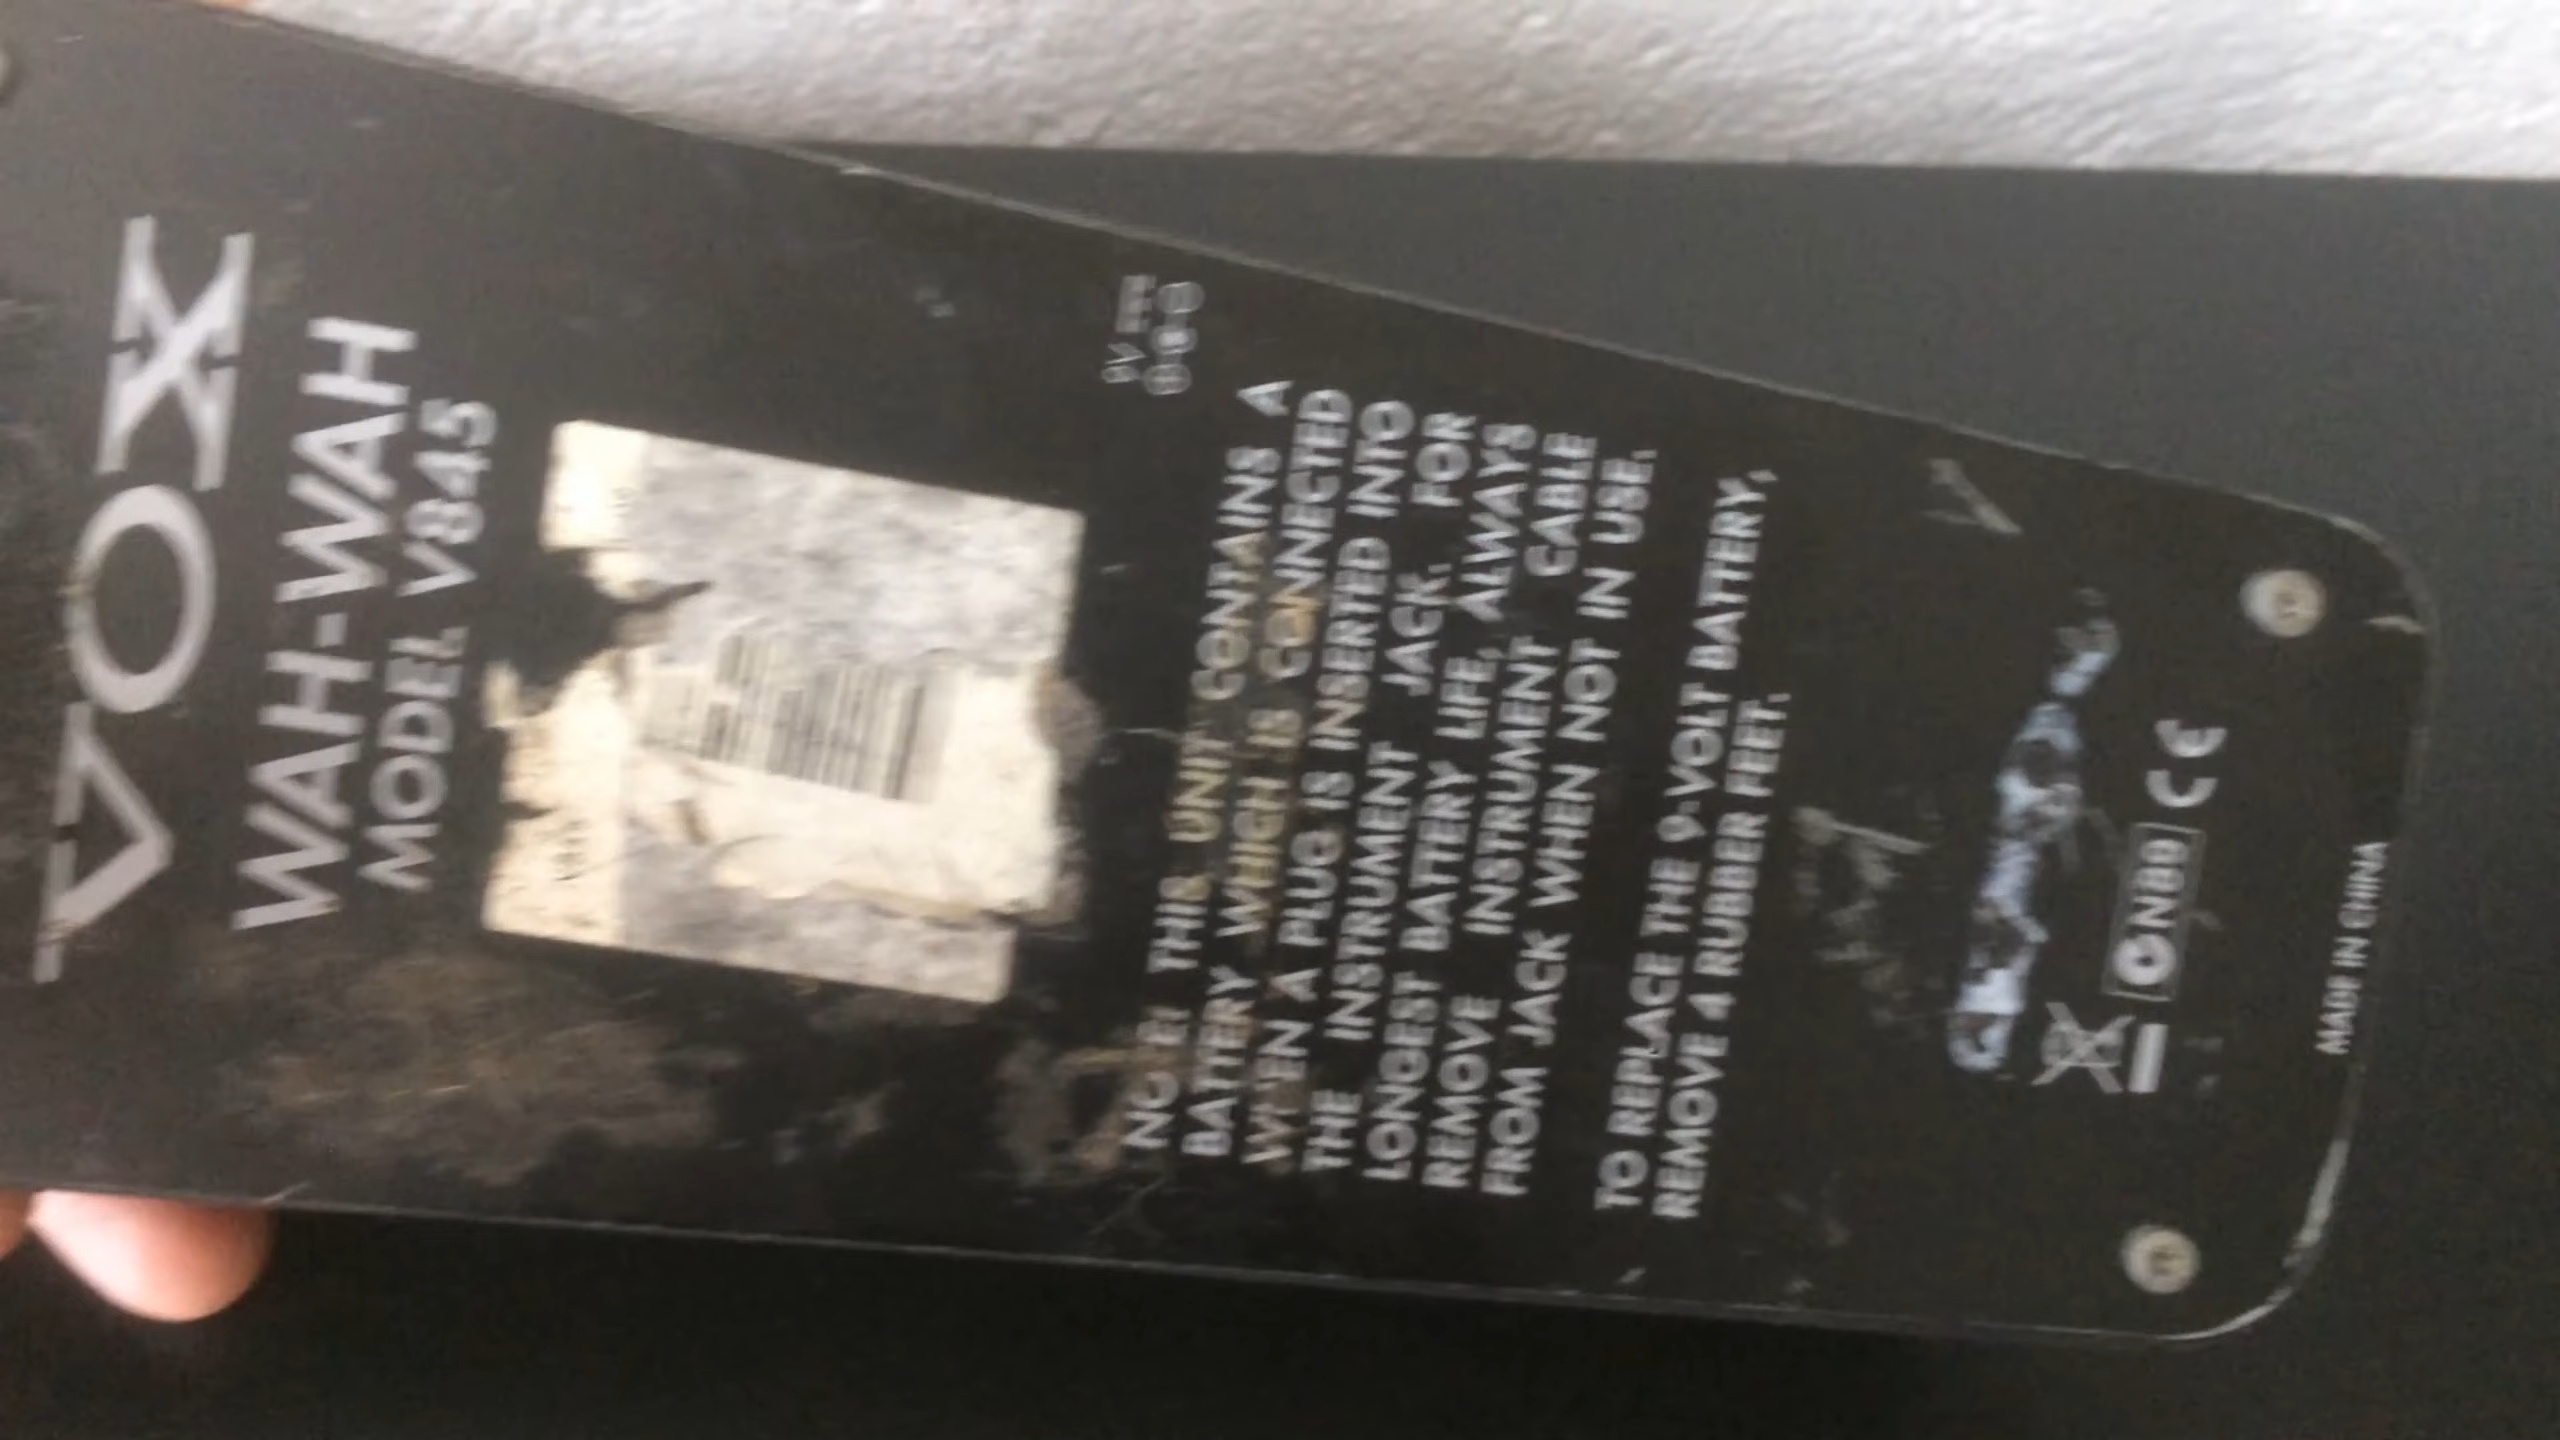 VOX
WAH-WAH
MODEL V845
9V
NOTE: THIS UNIT CONTAINS A
BATTERY WHICH IS CONNECTED
WHEN A PLUG IS INSERTED INTO
THE INSTRUMENT JACK. FOR
LONGEST BATTERY LIFE, ALWAYS
REMOVE INSTRUMENT CABLE
FROM JACK WHEN NOT IN USE.
TO REPLACE THE 9-VOLT BATTERY,
REMOVE 4 RUBBER FEET.
N89 CE
MADE IN CHINA